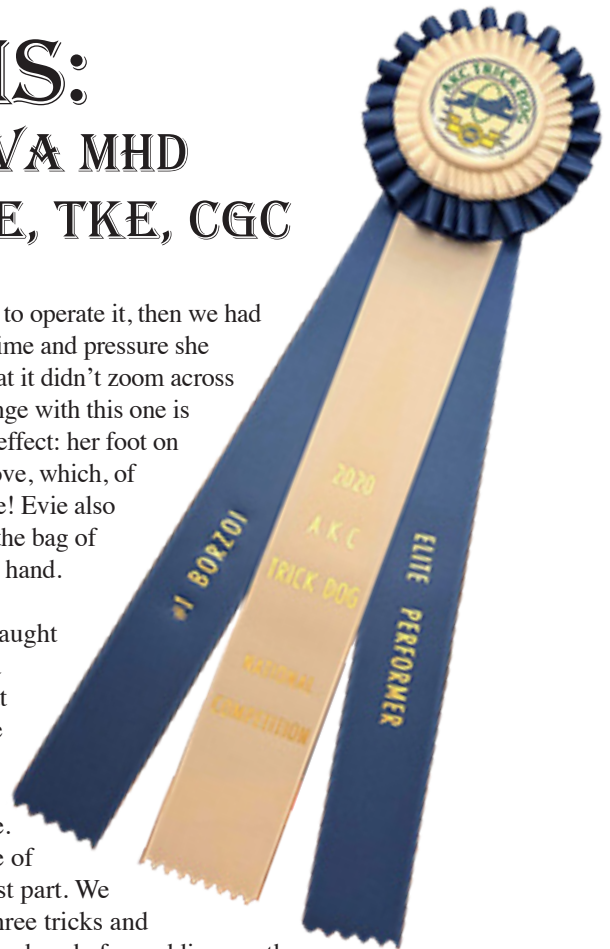 IS:
VA MHD
E, TKE, CGC
to operate it, then we had
ime and pressure she
at it didn't zoom across
nge with this one is
effect: her foot on
ove, which, of
e! Evie also
the bag of
hand.
aught
t
e
e.
e of
st part. We
hree tricks and
AKC TRICK DOG
2020
AKC
TRICK DOG
NATIONAL
COMPETITION
#1 BORZOI
ELITE PERFORMER